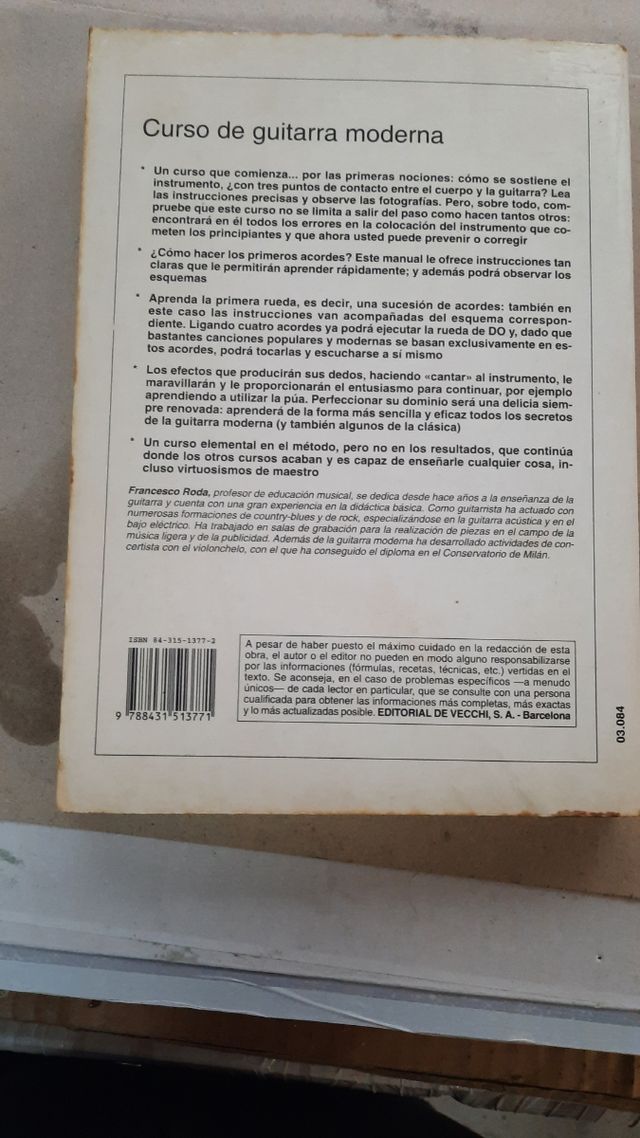 Curso de guitarra moderna
* Un curso que comienza... por las primeras nociones: cómo se sostiene el
instrumento, ¿con tres puntos de contacto entre el cuerpo y la guitarra? Lea
las instrucciones precisas y observe las fotografías. Pero, sobre todo, com-
pruebe que este curso no se limita a salir del paso como hacen tantos otros:
encontrará en él todos los errores en la colocación del instrumento que co-
meten los principiantes y que ahora usted puede prevenir o corregir
* ¿Cómo hacer los primeros acordes? Este manual le ofrece instrucciones tan
claras que le permitirán aprender rápidamente; y además podrá observar los
esquemas
* Aprenda la primera rueda, es decir, una sucesión de acordes: también en
este caso las instrucciones van acompañadas del esquema correspon-
diente. Ligando cuatro acordes ya podrá ejecutar la rueda de DO y, dado que
bastantes canciones populares y modernas se basan exclusivamente en es-
tos acordes, podrá tocarlas y escucharse a sí mismo
* Los efectos que producirán sus dedos, haciendo «cantar» al instrumento, le
maravillarán y le proporcionarán el entusiasmo para continuar, por ejemplo
aprendiendo a utilizar la púa. Perfeccionar su dominio será una delicia siem-
pre renovada: aprenderá de la forma más sencilla y eficaz todos los secretos
de la guitarra moderna (y también algunos de la clásica)
* Un curso elemental en el método, pero no en los resultados, que continúa
donde los otros cursos acaban y es capaz de enseñarle cualquier cosa, in-
cluso virtuosismos de maestro
Francesco Roda, profesor de educación musical, se dedica desde hace años a la enseñanza de la
guitarra y cuenta con una gran experiencia en la didáctica básica. Como guitarrista ha actuado con
numerosas formaciones de country-blues y de rock, especializándose en la guitarra acústica y en el
bajo eléctrico. Ha trabajado en salas de grabación para la realización de piezas en el campo de la
música ligera y de la publicidad. Además de la guitarra moderna ha desarrollado actividades de con-
certista con el violonchelo, con el que ha conseguido el diploma en el Conservatorio de Milán.
ISBN 84-315-1377-2
9 788431 513771
A pesar de haber puesto el máximo cuidado en la redacción de esta
obra, el autor o el editor no pueden en modo alguno responsabilizarse
por las informaciones (fórmulas, recetas, técnicas, etc.) vertidas en el
texto. Se aconseja, en el caso de problemas específicos —a menudo
únicos— de cada lector en particular, que se consulte con una persona
cualificada para obtener las informaciones más completas, más exactas
y lo más actualizadas posible. EDITORIAL DE VECCHI, S. A. - Barcelona
03.084